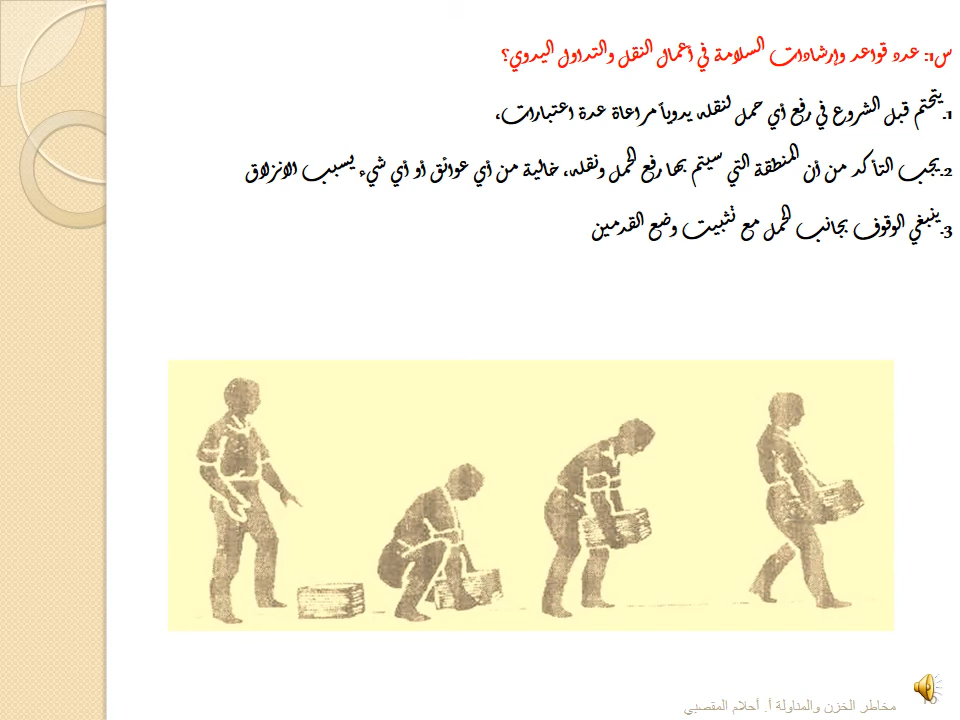 س1: عدد قواعد وإرشادات السلامة في أعمال النقل والتداول اليدوي؟
1. يتحتم قبل الشروع في رفع أي حمل لنقله يدوياً مراعاة عدة اعتبارات،
2. يجب التأكد من أن المنطقة التي سيتم بها رفع الحمل ونقله، خالية من أي عوائق أو أي شيء يسبب الانزلاق
3. ينبغي الوقوف بجانب الحمل مع تثبيت وضع القدمين
مخاطر الخزن والمناولة أ. أحلام المقصبي